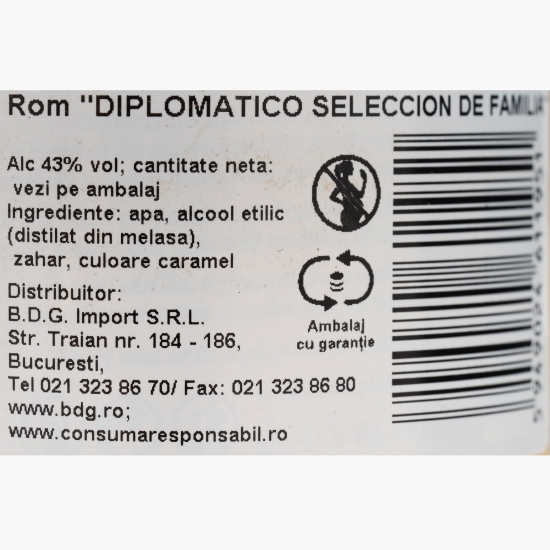 Rom "DIPLOMATICO SELECCION DE FAMILIA"
Alc 43% vol; cantitate neta:
vezi pe ambalaj
Ingrediente: apa, alcool etilic
(distilat din melasa),
zahar, culoare caramel
Distribuitor:
B.D.G. Import S.R.L.
Str. Traian nr. 184 - 186,
Bucuresti,
Tel 021 323 86 70/ Fax: 021 323 86 80
www.bdg.ro;
www.consumaresponsabil.ro
Ambalaj
cu garanție